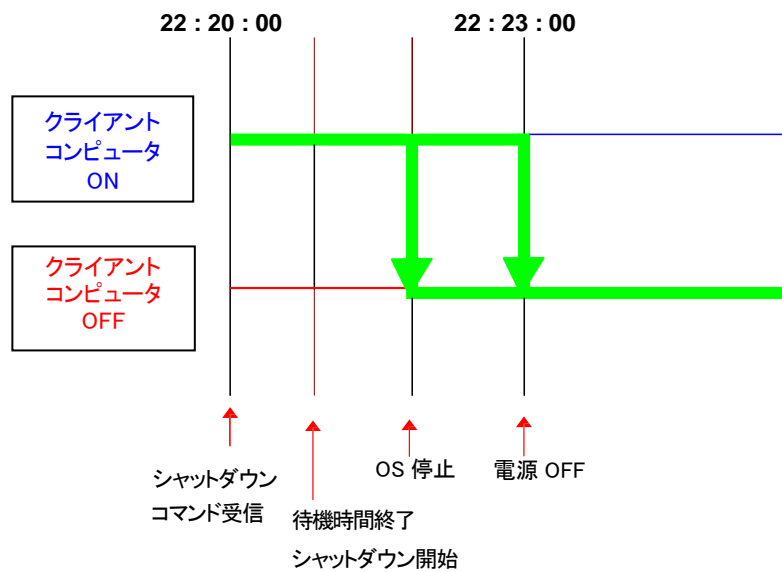 22 : 20 : 00
22 : 23 : 00
クライアント
コンピュータ
ON
クライアント
コンピュータ
OFF
シャットダウン
コマンド受信
待機時間終了
シャットダウン開始
OS 停止
電源 OFF